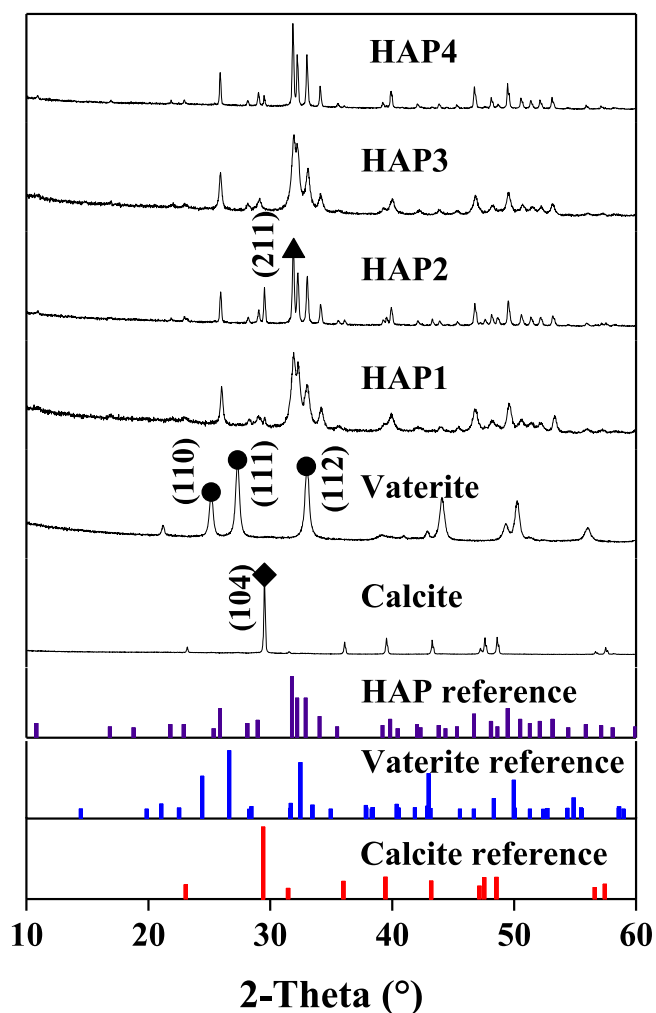 HAP4
HAP3
(211)
HAP2
HAP1
(110)
(111)
(112)
Vaterite
(104)
Calcite
HAP reference
Vaterite reference
Calcite reference
10 20 30 40 50 60
2-Theta (°)